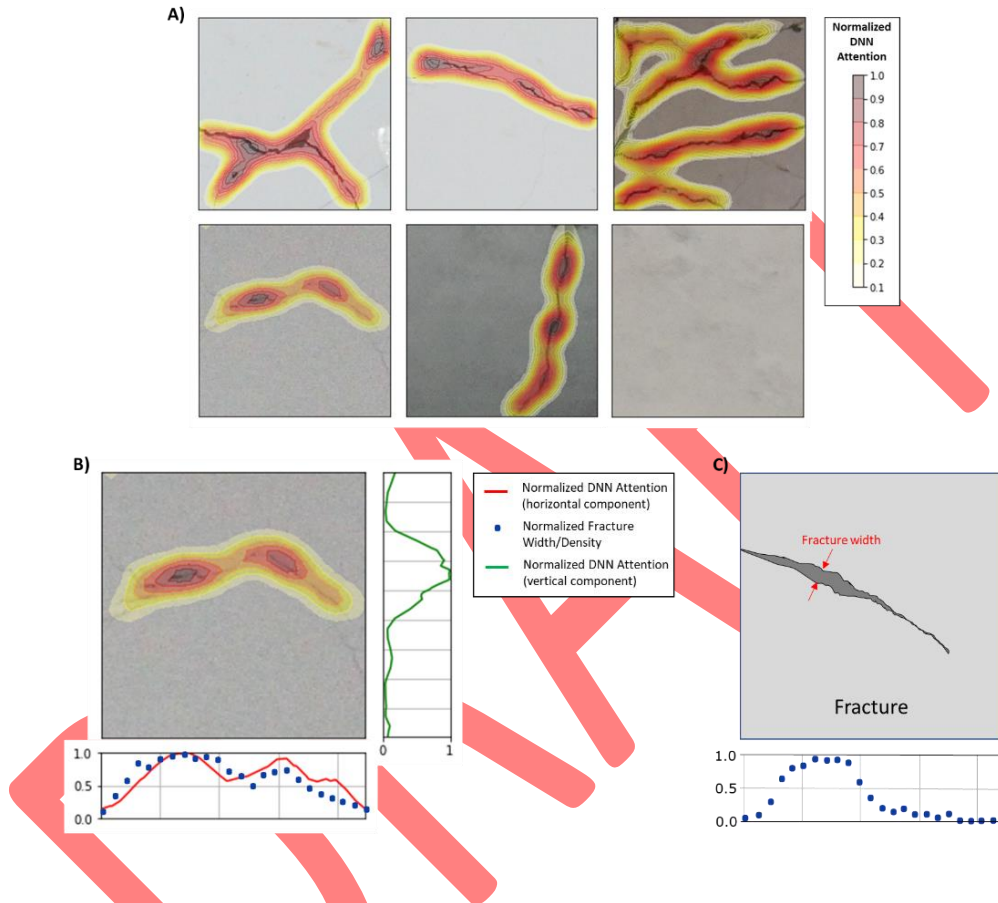 A)
Normalized
DNN
Attention
1.0
0.9
0.8
0.7
0.6
0.5
0.4
0.3
0.2
0.1
B)
Normalized DNN Attention
(horizontal component)
Normalized Fracture
Width/Density
Normalized DNN Attention
(vertical component)
0
1
1.0
0.5
0.0
C)
Fracture width
Fracture
1.0
0.5
0.0